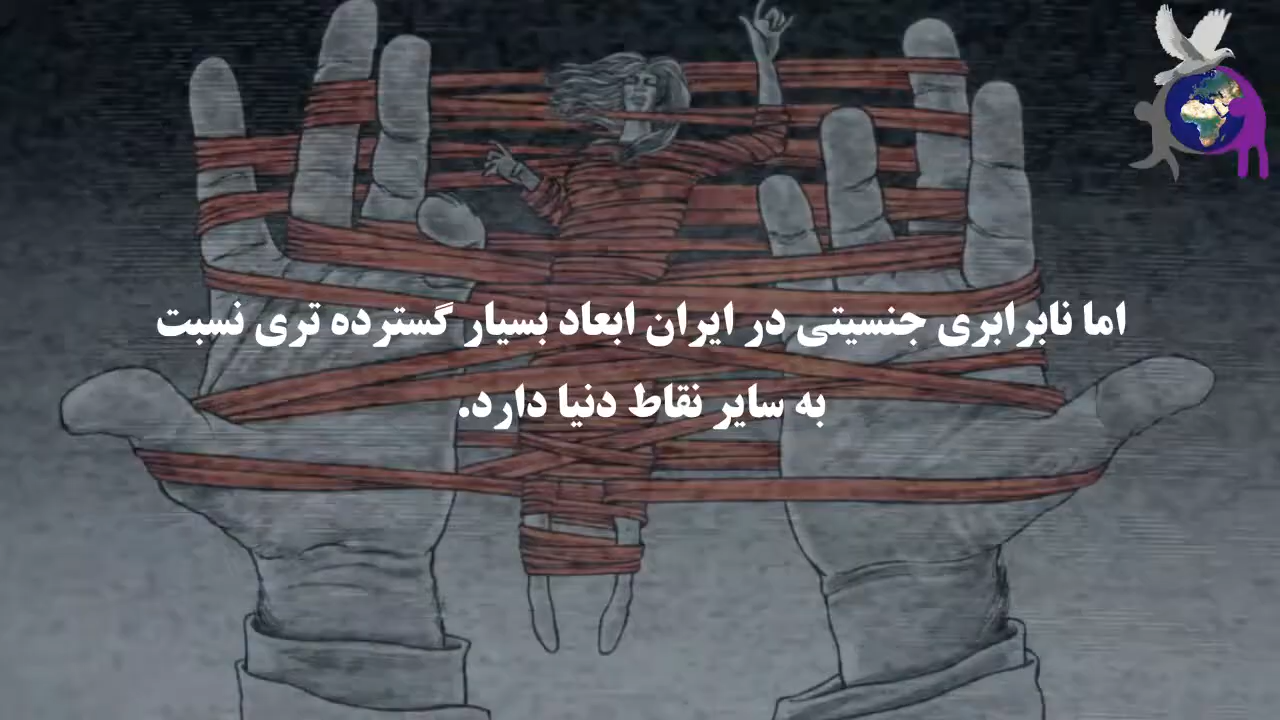 اما نابرابری جنسیتی در ایران ابعاد بسیار گسترده تری نسبت
به سایر نقاط دنیا دارد.